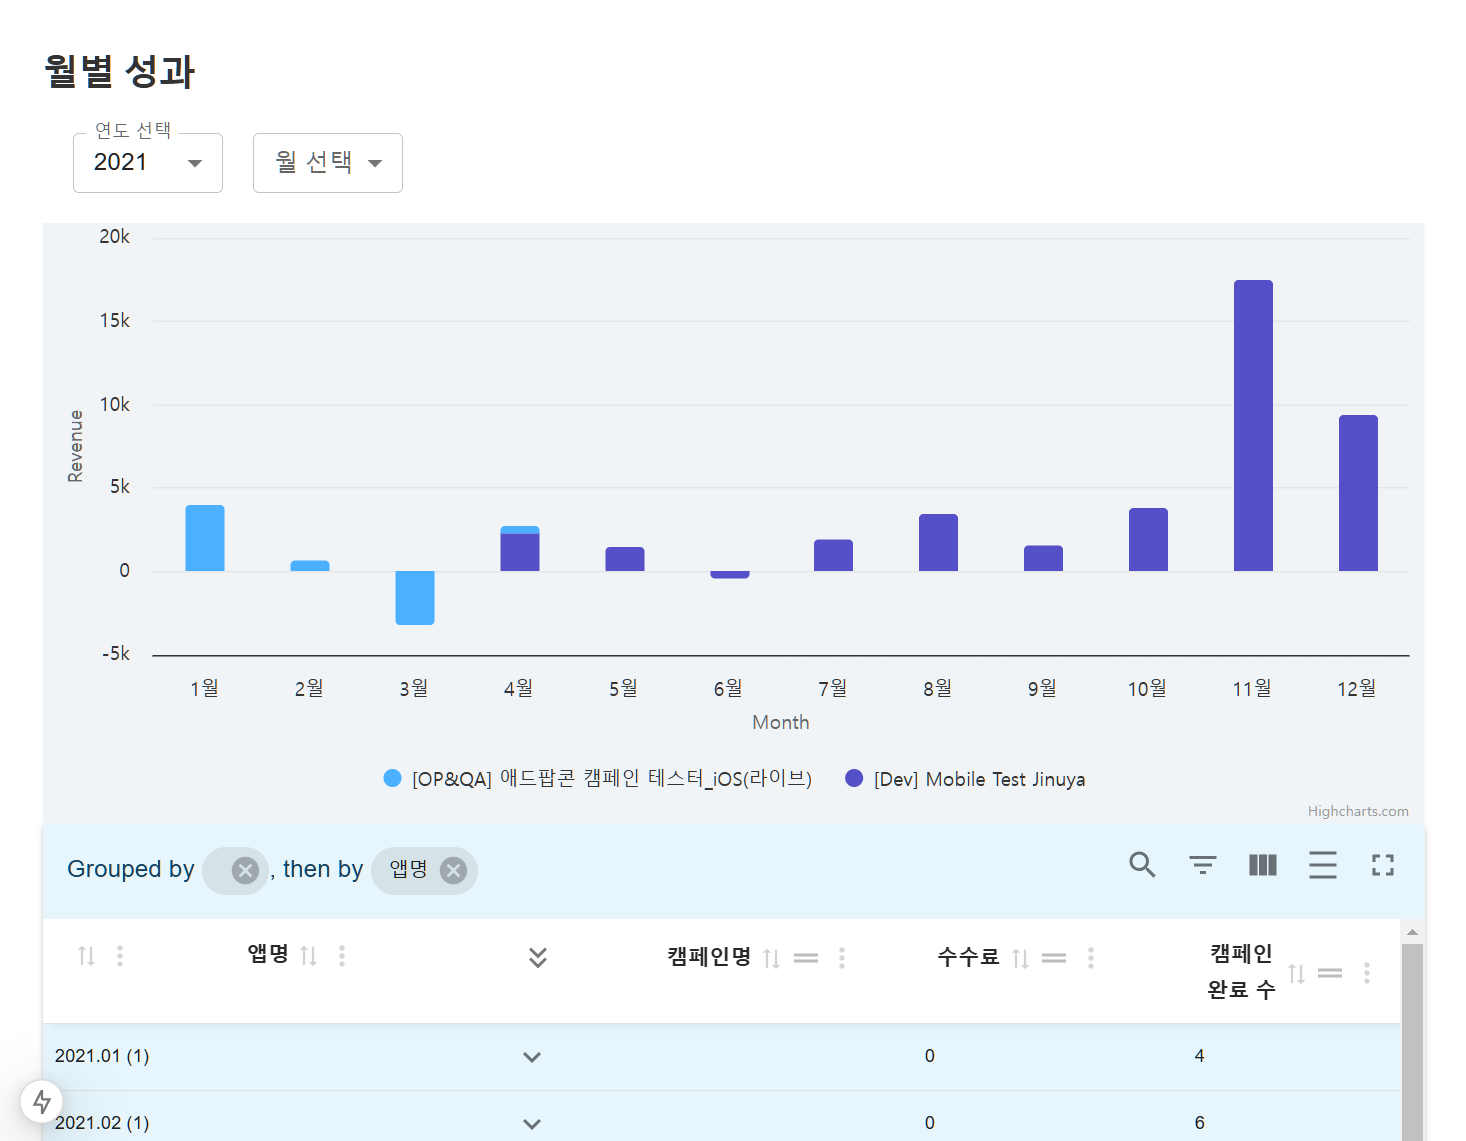 월별 성과
연도 선택
2021
월 선택
20k
15k
10k
5k
0
-5k
Revenue
1월 2월 3월 4월 5월 6월 7월 8월 9월 10월 11월 12월
Month
[OP&QA] 애드팝콘 캠페인 테스터_iOS(라이브) [Dev] Mobile Test Jinuya
Highcharts.com
Grouped by , then by 앱명
앱명 캠페인명 수수료 캠페인
완료 수
2021.01 (1) 0 4
2021.02 (1) 0 6